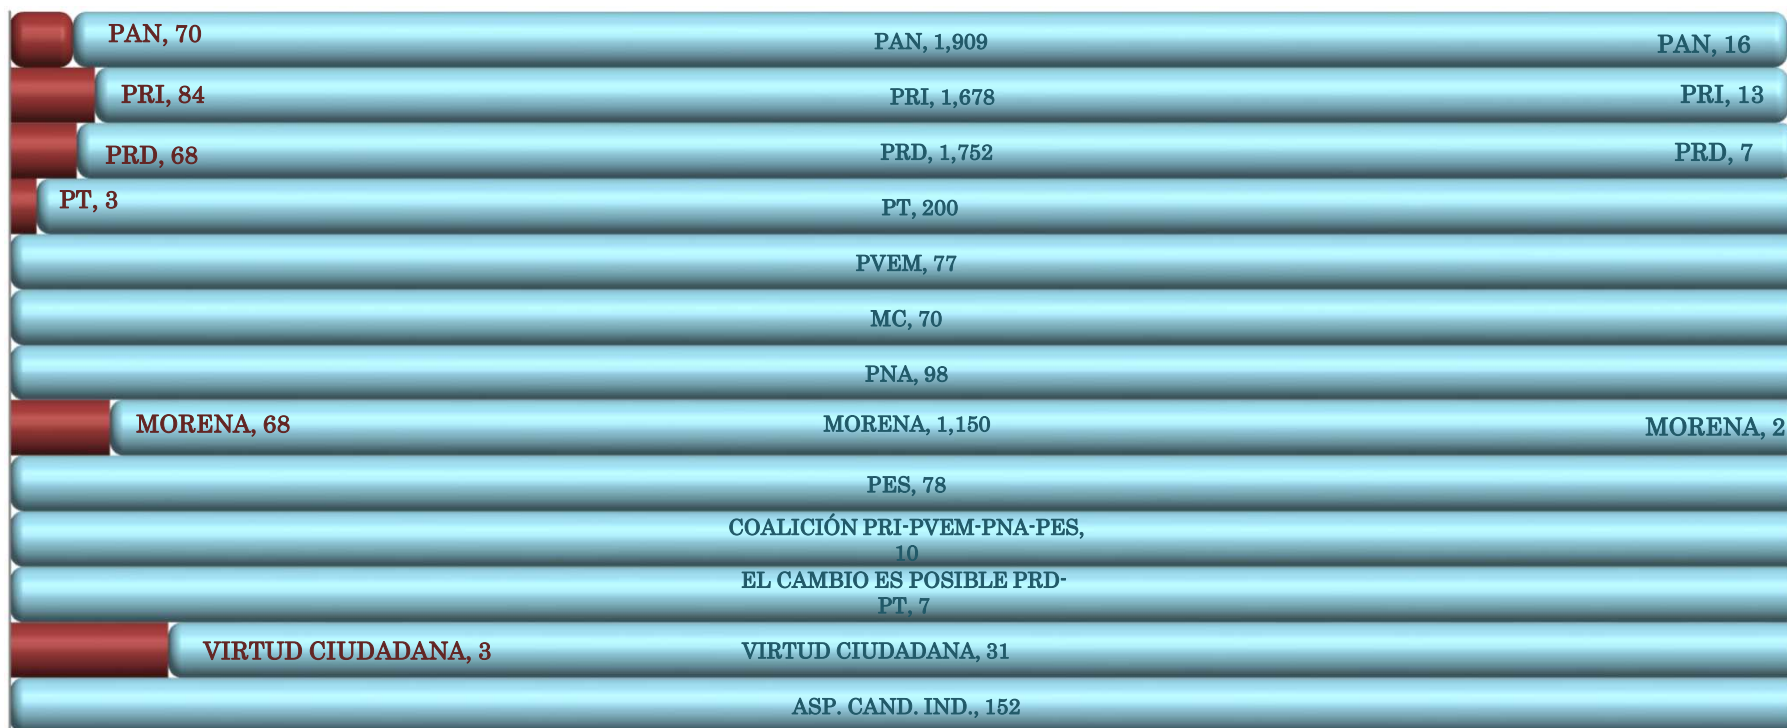 PAN, 70 PAN, 1,909 PAN, 16
PRI, 84 PRI, 1,678 PRI, 13
PRD, 68 PRD, 1,752 PRD, 7
PT, 3 PT, 200
PVEM, 77
MC, 70
PNA, 98
MORENA, 68 MORENA, 1,150 MORENA, 2
PES, 78
COALICIÓN PRI-PVEM-PNA-PES,
10
EL CAMBIO ES POSIBLE PRD-
PT, 7
VIRTUD CIUDADANA, 3 VIRTUD CIUDADANA, 31
ASP. CAND. IND., 152